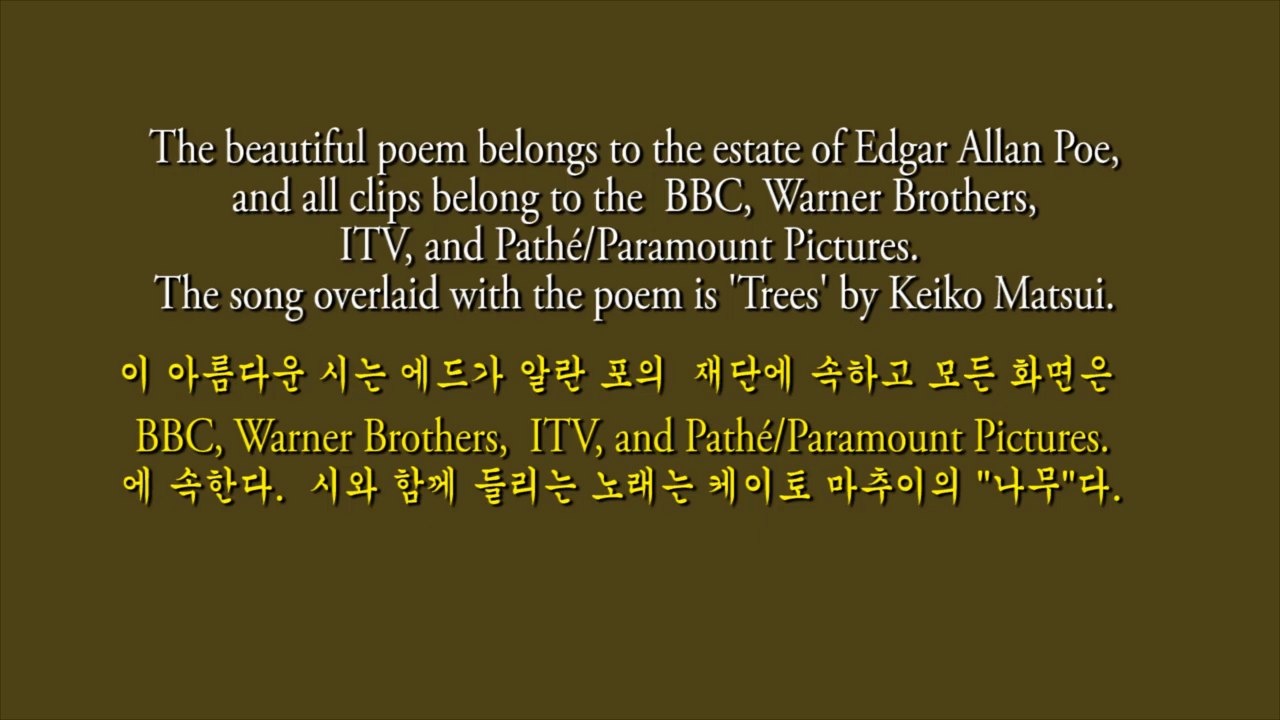 The beautiful poem belongs to the estate of Edgar Allan Poe,
and all clips belong to the BBC, Warner Brothers,
ITV, and Pathé/Paramount Pictures.
The song overlaid with the poem is 'Trees' by Keiko Matsui.
이 아름다운 시는 에드가 알란 포의 재단에 속하고 모든 화면은
BBC, Warner Brothers, ITV, and Pathé/Paramount Pictures.
에 속한다. 시와 함께 들리는 노래는 케이토 마추이의 "나무"다.